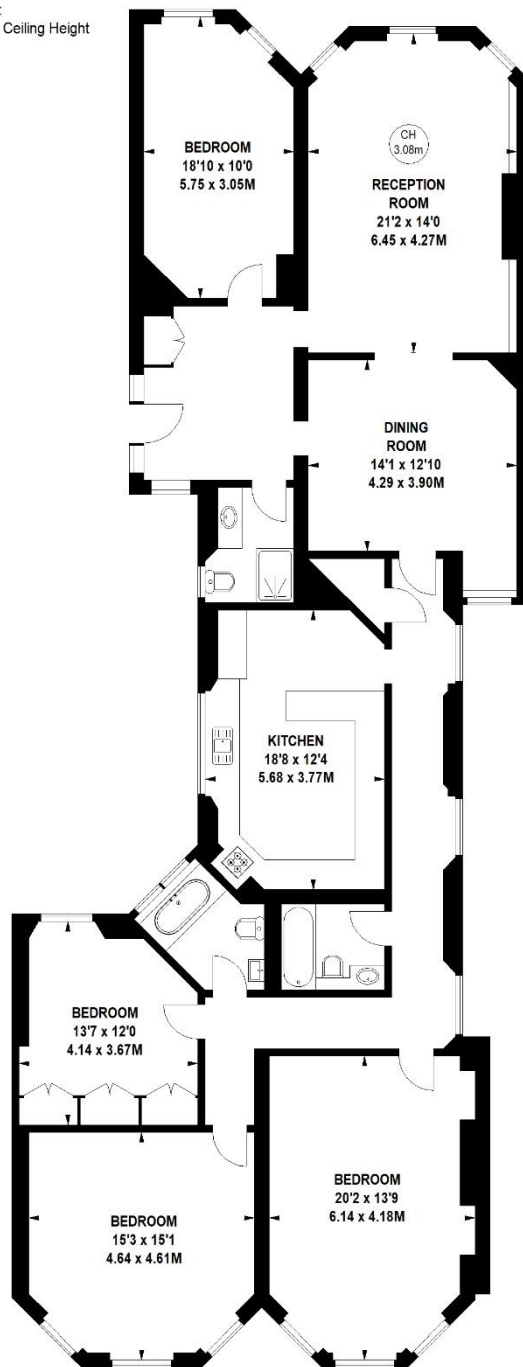 :
Ceiling Height
BEDROOM
18'10 x 10'0
5.75 x 3.05M
CH
3.08m
RECEPTION
ROOM
21'2 x 14'0
6.45 x 4.27M
DINING
ROOM
14'1 x 12'10
4.29 x 3.90M
KITCHEN
18'8 x 12'4
5.68 x 3.77M
BEDROOM
13'7 x 12'0
4.14 x 3.67M
BEDROOM
20'2 x 13'9
6.14 x 4.18M
BEDROOM
15'3 x 15'1
4.64 x 4.61M